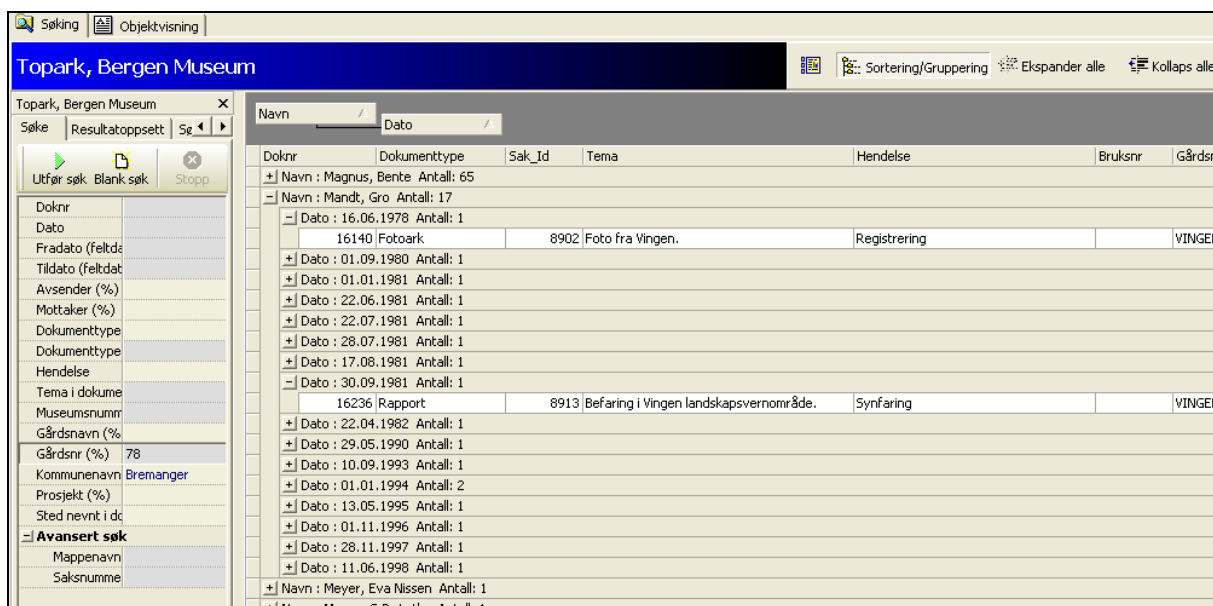 Søking Objektvisning
Topark, Bergen Museum
Sortering/Gruppering Ekspander alle Kollaps alle
Topark, Bergen Museum
Søke Resultatoppsett
Utfør søk Blank søk Stopp
Doknr
Dato
Fradato (feltda
Tildato (feltdat
Avsender (%)
Mottaker (%)
Dokumenttype
Dokumenttype
Hendelse
Tema i dokume
Museumsnumm
Gårdsnavn (%
Gårdsnr (%) 78
Kommunenavn Bremanger
Prosjekt (%)
Sted nevnt i do
Avansert søk
Mappenavn
Saksnumme
Navn
Dato
Doknr Dokumenttype Sak_Id Tema Hendelse Bruksnr Gårdsn
Navn : Magnus, Bente Antall: 65
Navn : Mandt, Gro Antall: 17
Dato : 16.06.1978 Antall: 1
16140 Fotoark 8902 Foto fra Vingen. Registrering VINGE
Dato : 01.09.1980 Antall: 1
Dato : 01.01.1981 Antall: 1
Dato : 22.06.1981 Antall: 1
Dato : 22.07.1981 Antall: 1
Dato : 28.07.1981 Antall: 1
Dato : 17.08.1981 Antall: 1
Dato : 30.09.1981 Antall: 1
16236 Rapport 8913 Befaring i Vingen landskapsvernområde. Synfaring VINGE
Dato : 22.04.1982 Antall: 1
Dato : 29.05.1990 Antall: 1
Dato : 10.09.1993 Antall: 1
Dato : 01.01.1994 Antall: 2
Dato : 13.05.1995 Antall: 1
Dato : 01.11.1996 Antall: 1
Dato : 28.11.1997 Antall: 1
Dato : 11.06.1998 Antall: 1
Navn : Meyer, Eva Nissen Antall: 1